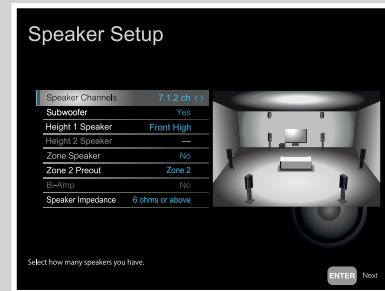 Speaker Setup
Speaker Channels 7.1.2 ch < >
Subwoofer Yes
Height 1 Speaker Front High
Height 2 Speaker —
Zone Speaker No
Zone 2 Preout Zone 2
Bi-Amp No
Speaker Impedance 6 ohms or above
Select how many speakers you have.
ENTER Next